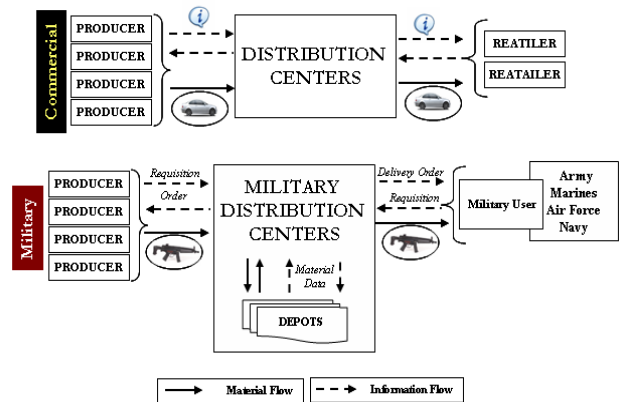 Commercial
PRODUCER
PRODUCER
PRODUCER
PRODUCER
i
DISTRIBUTION
CENTERS
i
REATILER
REATAILER
Military
PRODUCER
PRODUCER
PRODUCER
PRODUCER
Requisition
Order
MILITARY
DISTRIBUTION
CENTERS
Material
Data
DEPOTS
Delivery Order
Requisition
Military User
Army
Marines
Air Force
Navy
Material Flow
Information Flow